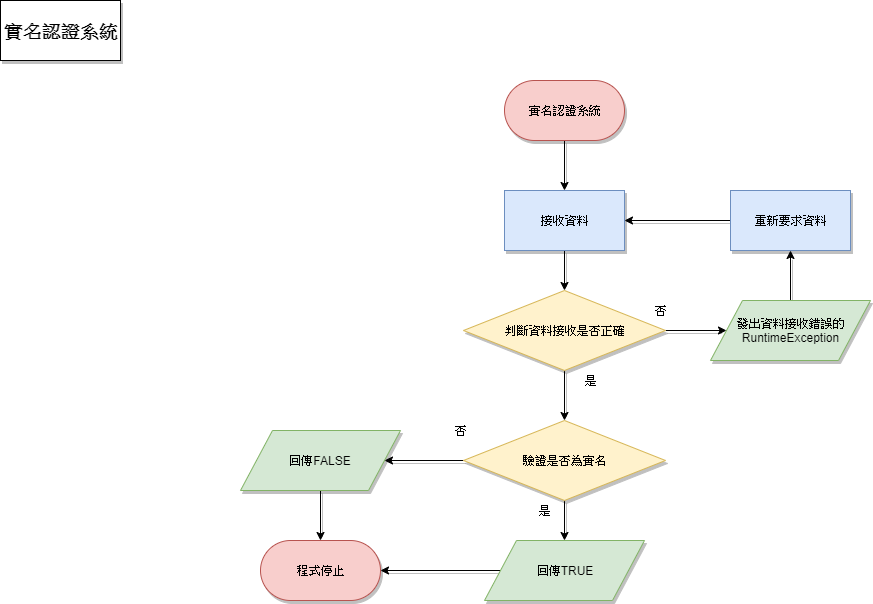 實名認證系統
實名認證系統
接收資料
重新要求資料
判斷資料接收是否正確
否
發出資料接收錯誤的
RuntimeException
是
驗證是否為實名
否
回傳FALSE
是
回傳TRUE
程式停止